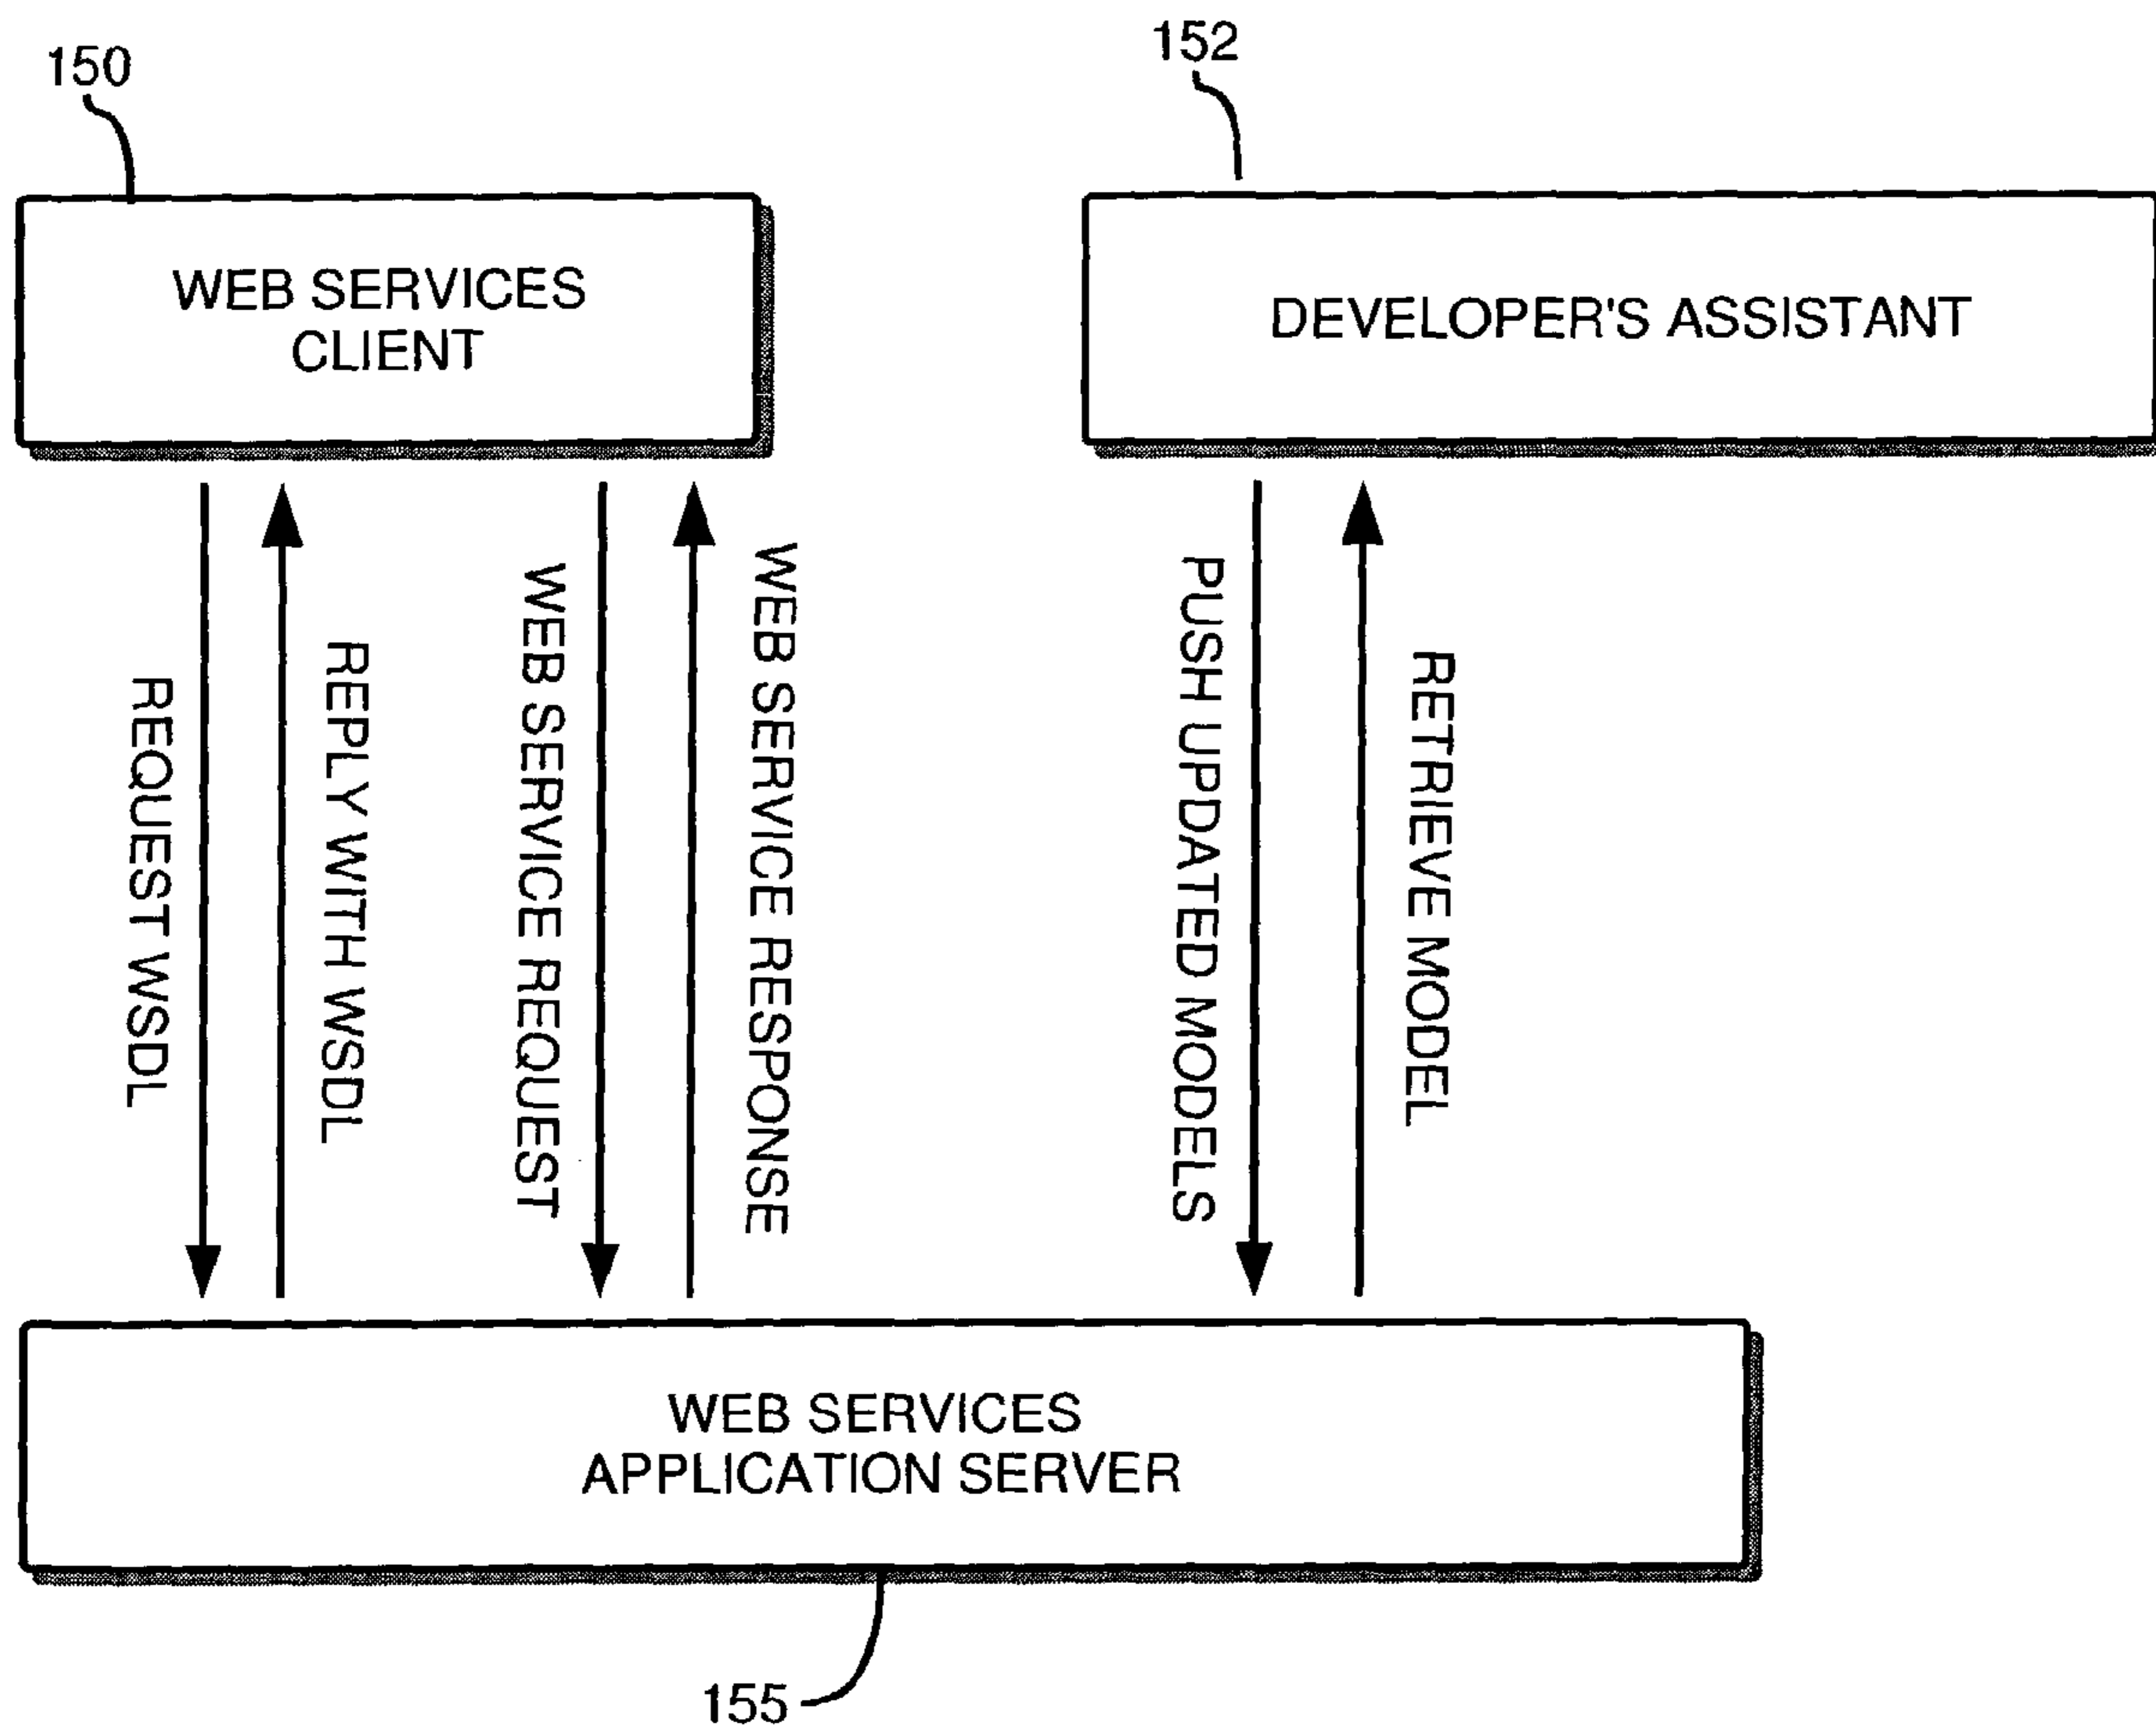 150
152
WEB SERVICES
CLIENT
DEVELOPER'S ASSISTANT
REQUEST WSDL
REPLY WITH WSDL
WEB SERVICE REQUEST
WEB SERVICE RESPONSE
PUSH UPDATED MODELS
RETRIEVE MODEL
WEB SERVICES
APPLICATION SERVER
155